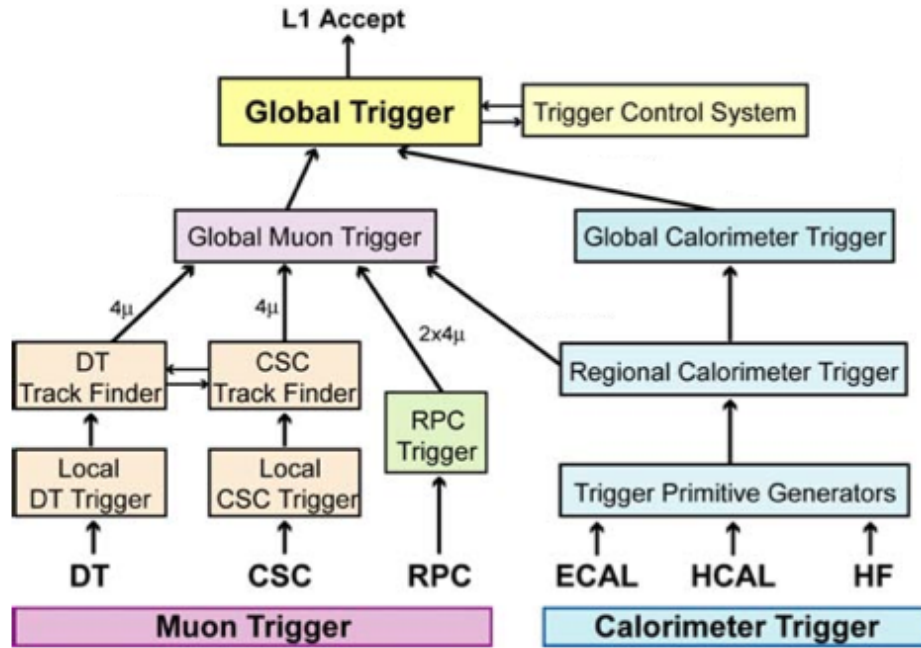 L1 Accept
Global Trigger
Trigger Control System
Global Muon Trigger
Global Calorimeter Trigger
4μ
4μ
2x4μ
DT
Track Finder
CSC
Track Finder
Regional Calorimeter Trigger
RPC
Trigger
Local
DT Trigger
Local
CSC Trigger
Trigger Primitive Generators
DT
CSC
RPC
ECAL
HCAL
HF
Muon Trigger
Calorimeter Trigger